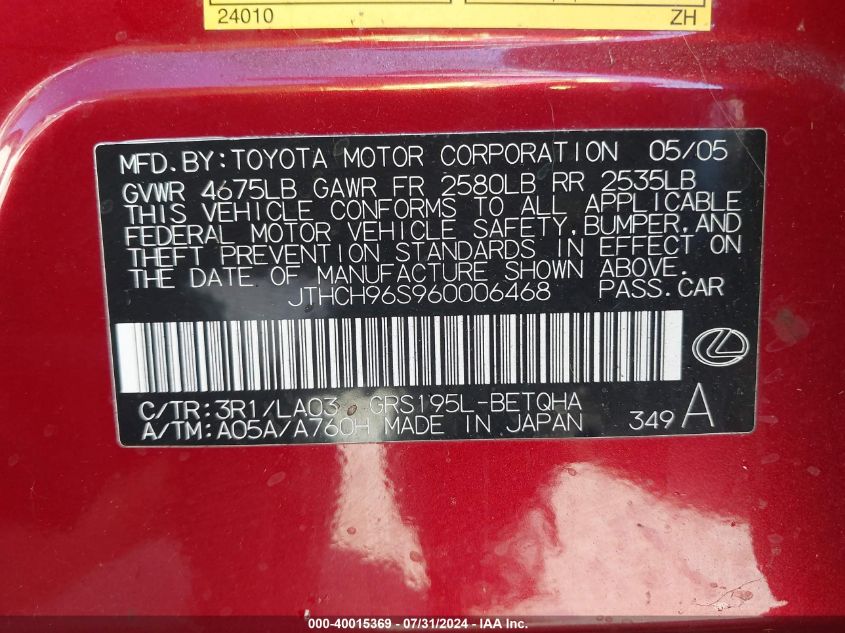 24010 ZH
MFD. BY: TOYOTA MOTOR CORPORATION 05/05
GVWR 4675LB GAWR FR 2580LB RR 2535LB
THIS VEHICLE CONFORMS TO ALL APPLICABLE
FEDERAL MOTOR VEHICLE SAFETY, BUMPER, AND
THEFT PREVENTION STANDARDS IN EFFECT ON
THE DATE OF MANUFACTURE SHOWN ABOVE.
JTHCH96S960006468 PASS. CAR
C/TR: 3R1/LA03 GRS195L-BETQHA
A/TM: A05A/A760H MADE IN JAPAN 349 A
000-40015369 - 07/31/2024 - IAA Inc.